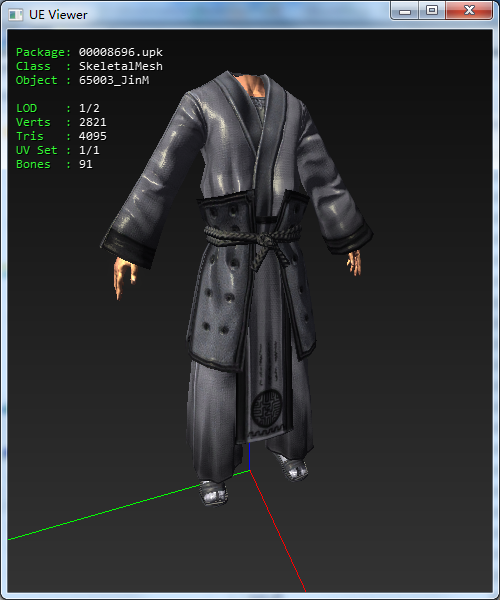 UE Viewer
Package: 00008696.upk
Class : SkeletalMesh
Object : 65003_JinM
LOD : 1/2
Verts : 2821
Tris : 4095
UV Set : 1/1
Bones : 91